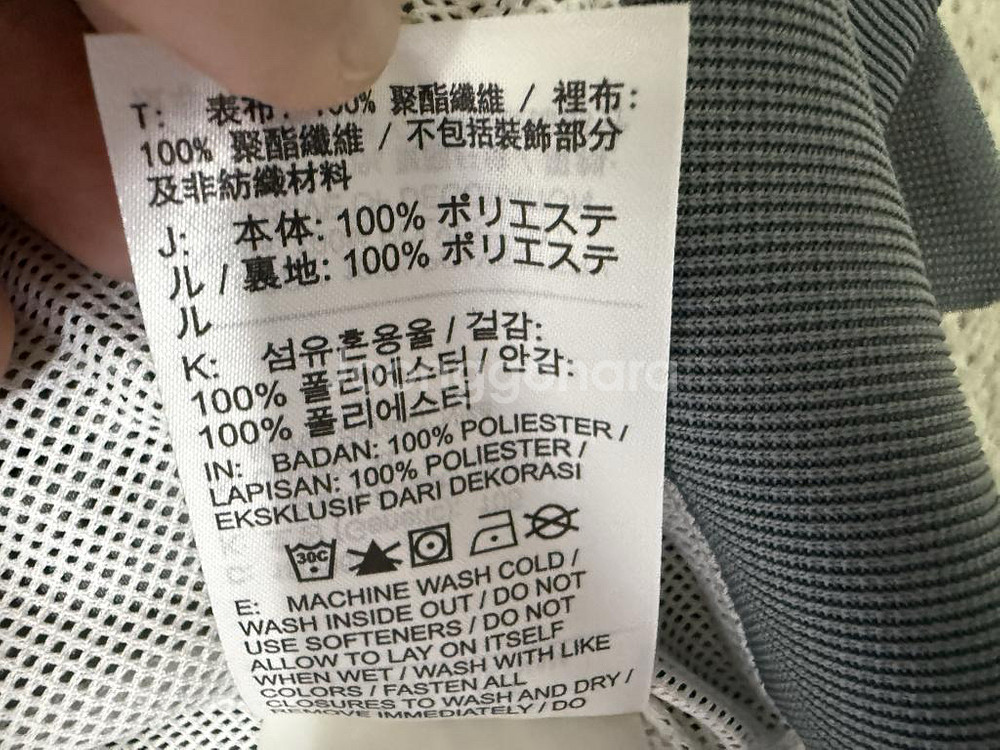 T: 表布: 100% 聚酯纖維 / 裡布:
100% 聚酯纖維 / 不包括裝飾部分
及非紡織材料
J: 本体: 100% ポリエステ
ル / 裏地: 100% ポリエステ
ル
K: 섬유혼용율 / 겉감:
100% 폴리에스터 / 안감:
100% 폴리에스터
IN: BADAN: 100% POLIESTER /
LAPISAN: 100% POLIESTER /
EKSKLUSIF DARI DEKORASI
30C
E: MACHINE WASH COLD /
WASH INSIDE OUT / DO NOT
USE SOFTENERS / DO NOT
ALLOW TO LAY ON ITSELF
WHEN WET / WASH WITH LIKE
COLORS / FASTEN ALL
CLOSURES TO WASH AND DRY /
REMOVE IMMEDIATELY / DO